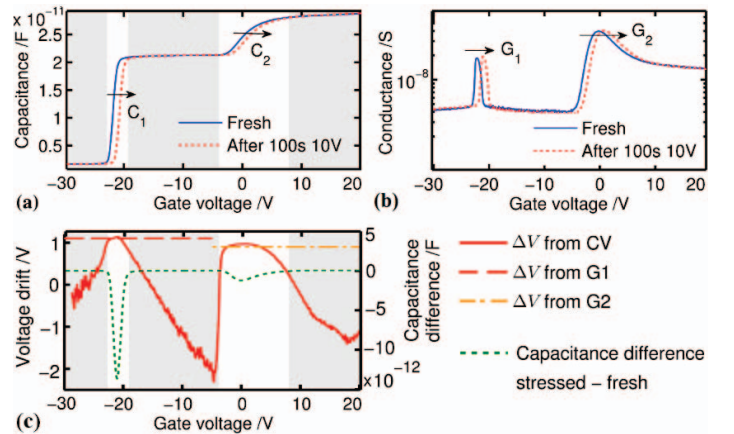 x 10⁻¹¹
Capacitance /F
2.5
2
1.5
1
0.5
C₁
C₂
Fresh
After 100s 10V
−30 −20 −10 0 10 20
Gate voltage /V
(a)
Conductance /S
10⁻⁸
G₁
G₂
Fresh
After 100s 10V
−30 −20 −10 0 10 20
Gate voltage /V
(b)
Voltage drift /V
1
0
−1
−2
5
0
−5
−10
x10⁻¹²
Capacitance
difference /F
−30 −20 −10 0 10 20
Gate voltage /V
(c)
ΔV from CV
ΔV from G1
ΔV from G2
Capacitance difference
stressed − fresh